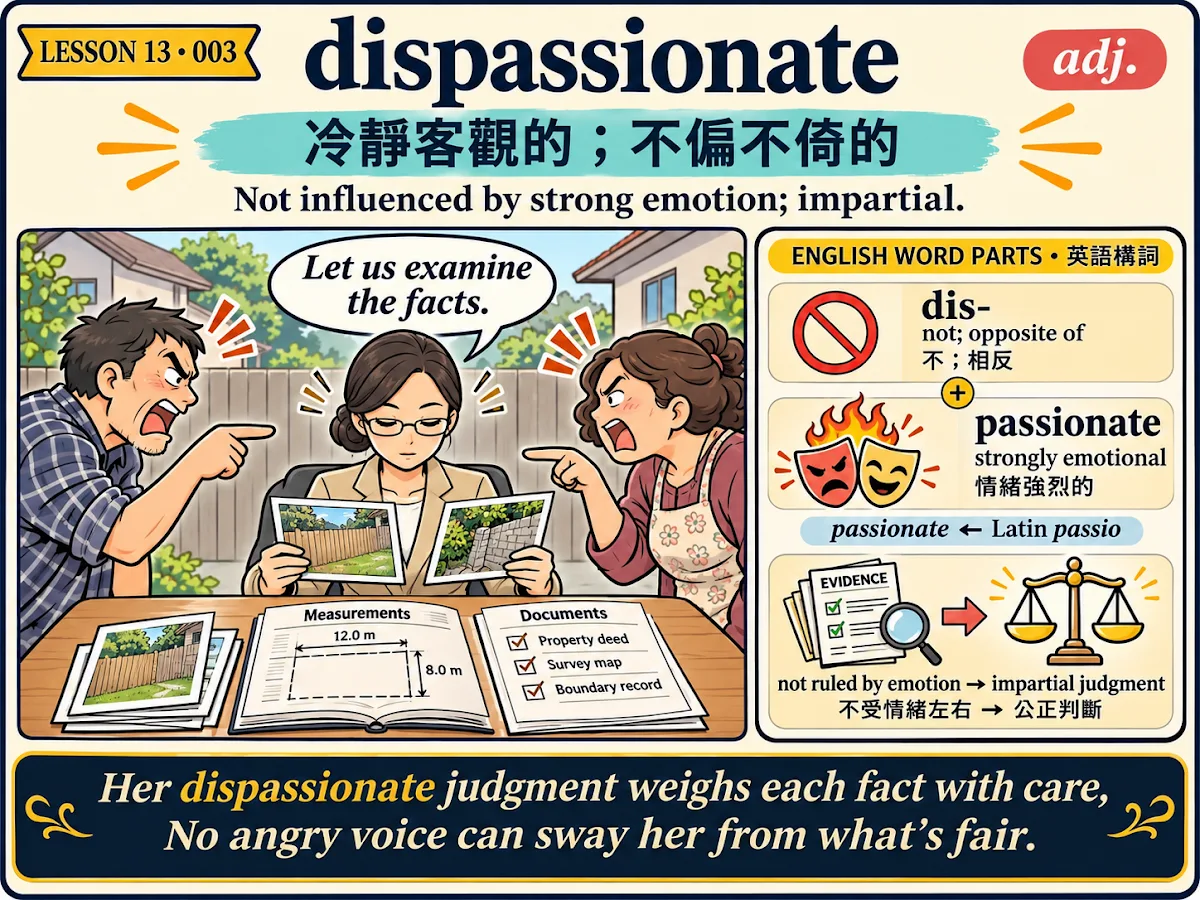 LESSON 13 • 003
dispassionate
adj.
冷靜客觀的；不偏不倚的
Not influenced by strong emotion; impartial.
Let us examine
the facts.
Measurements
12.0 m
8.0 m
Documents
Property deed
Survey map
Boundary record
ENGLISH WORD PARTS • 英語構詞
dis-
not; opposite of
不；相反
+
passionate
strongly emotional
情緒強烈的
passionate ← Latin passio
EVIDENCE
not ruled by emotion → impartial judgment
不受情緒左右 → 公正判斷
Her dispassionate judgment weighs each fact with care,
No angry voice can sway her from what's fair.